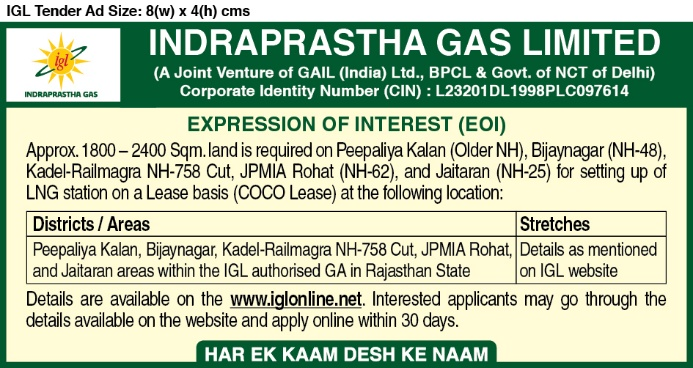 IGL Tender Ad Size: 8(w) x 4(h) cms
igl
INDRAPRASTHA GAS
INDRAPRASTHA GAS LIMITED
(A Joint Venture of GAIL (India) Ltd., BPCL & Govt. of NCT of Delhi)
Corporate Identity Number (CIN) : L23201DL1998PLC097614
EXPRESSION OF INTEREST (EOI)
Approx. 1800 – 2400 Sqm. land is required on Peepaliya Kalan (Older NH), Bijaynagar (NH-48),
Kadel-Railmagra NH-758 Cut, JPMIA Rohat (NH-62), and Jaitaran (NH-25) for setting up of
LNG station on a Lease basis (COCO Lease) at the following location:
Districts / Areas
Stretches
Peepaliya Kalan, Bijaynagar, Kadel-Railmagra NH-758 Cut, JPMIA Rohat,
and Jaitaran areas within the IGL authorised GA in Rajasthan State
Details as mentioned
on IGL website
Details are available on the www.iglonline.net. Interested applicants may go through the
details available on the website and apply online within 30 days.
HAR EK KAAM DESH KE NAAM